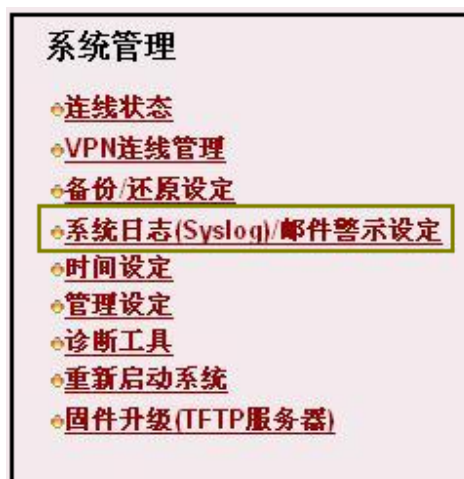 系统管理
连线状态
VPN连线管理
备份/还原设定
系统日志(Syslog)/邮件警示设定
时间设定
管理设定
诊断工具
重新启动系统
固件升级(TFTP服务器)